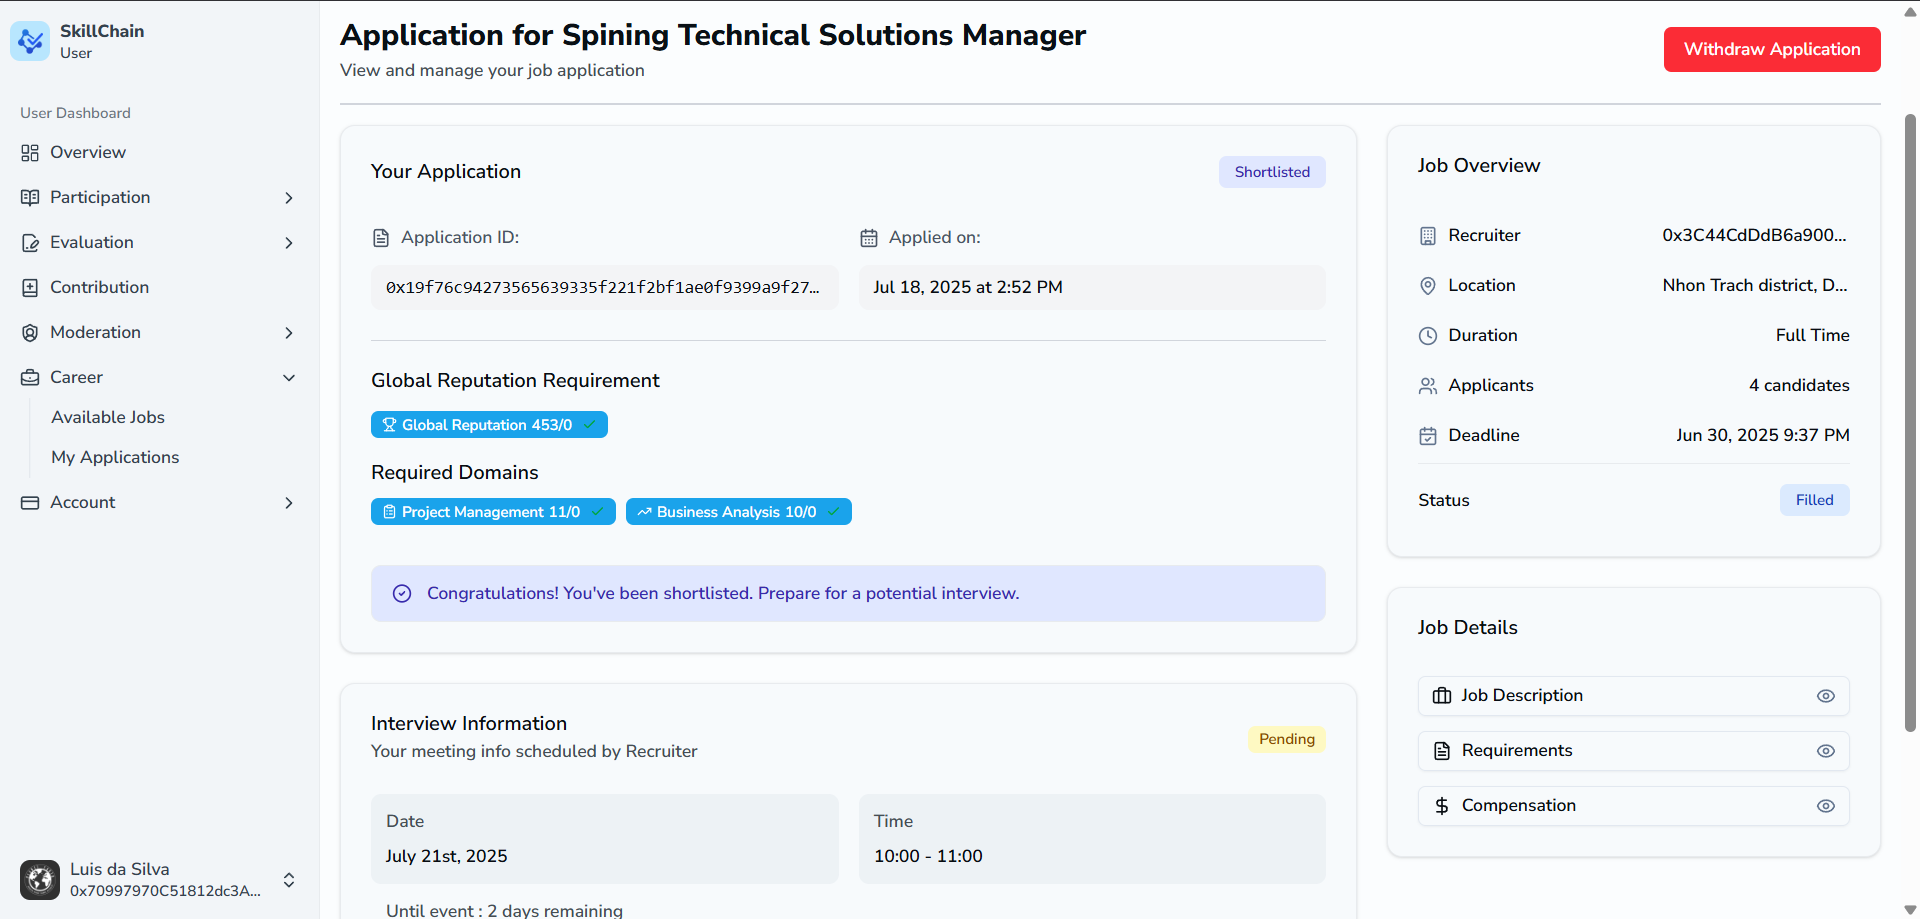 SkillChain
User
User Dashboard
Overview
Participation
Evaluation
Contribution
Moderation
Career
Available Jobs
My Applications
Account
Luis da Silva
0x70997970C51812dc3A...
Application for Spining Technical Solutions Manager
View and manage your job application
Withdraw Application
Your Application
Shortlisted
Application ID:
0x19f76c94273565639335f221f2bf1ae0f9399a9f27...
Applied on:
Jul 18, 2025 at 2:52 PM
Global Reputation Requirement
Global Reputation 453/0
Required Domains
Project Management 11/0
Business Analysis 10/0
Congratulations! You've been shortlisted. Prepare for a potential interview.
Interview Information
Your meeting info scheduled by Recruiter
Pending
Date
July 21st, 2025
Time
10:00 - 11:00
Until event : 2 days remaining
Job Overview
Recruiter 0x3C44CdDdB6a900...
Location Nhon Trach district, D...
Duration Full Time
Applicants 4 candidates
Deadline Jun 30, 2025 9:37 PM
Status Filled
Job Details
Job Description
Requirements
Compensation